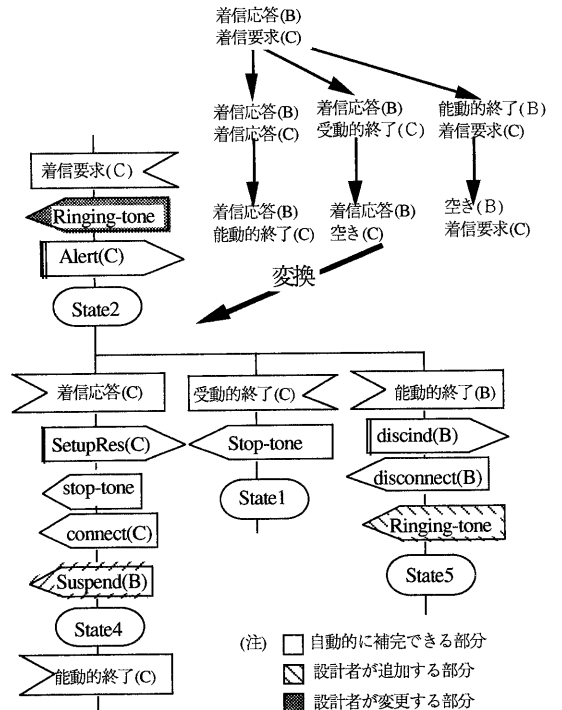 着信応答(B)
着信要求(C)
着信応答(B)
着信応答(C)
着信応答(B)
受動的終了(C)
能動的終了(B)
着信要求(C)
着信応答(B)
能動的終了(C)
着信応答(B)
空き(C)
空き(B)
着信要求(C)
変換
着信要求(C)
Ringing-tone
Alert(C)
State2
着信応答(C)
SetupRes(C)
stop-tone
connect(C)
Suspend(B)
State4
能動的終了(C)
受動的終了(C)
Stop-tone
State1
能動的終了(B)
discind(B)
disconnect(B)
Ringing-tone
State5
(注)
自動的に補完できる部分
設計者が追加する部分
設計者が変更する部分